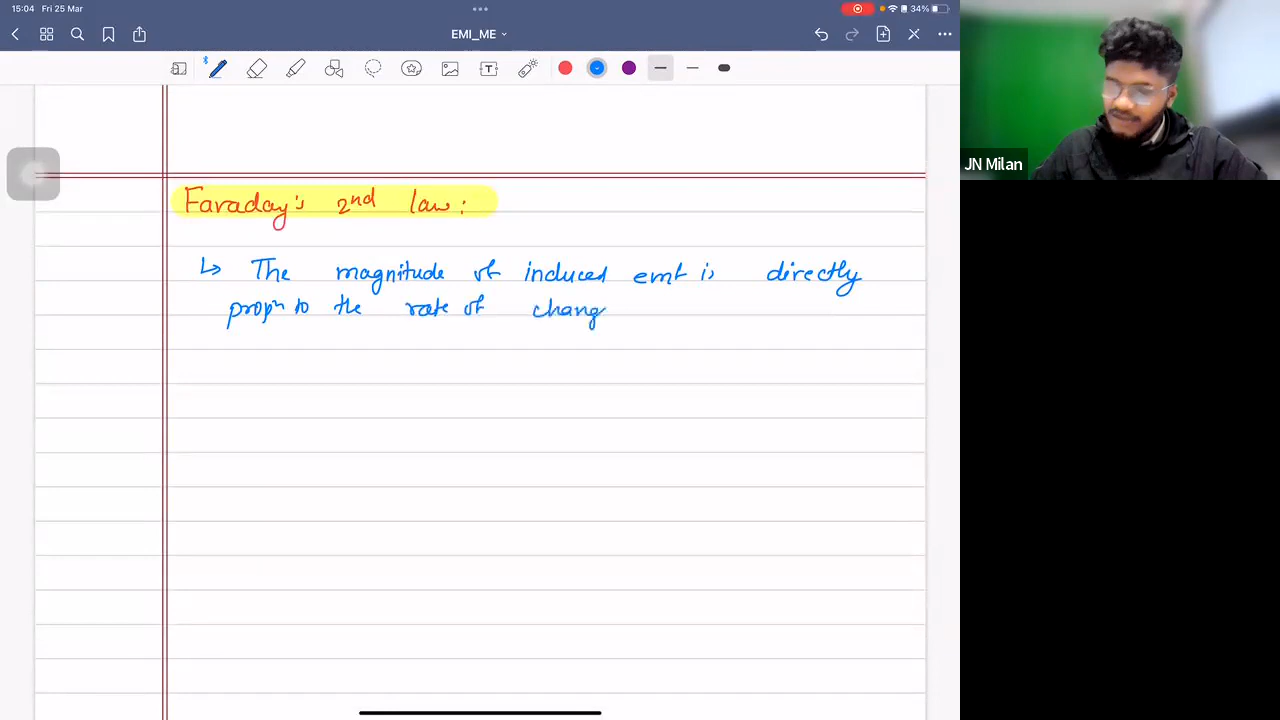 15:04 Fri 25 Mar
34%
EMI_ME
JN Milan
Faraday's 2nd law:
↳ The magnitude of induced emf is directly
propn to the rate of chang